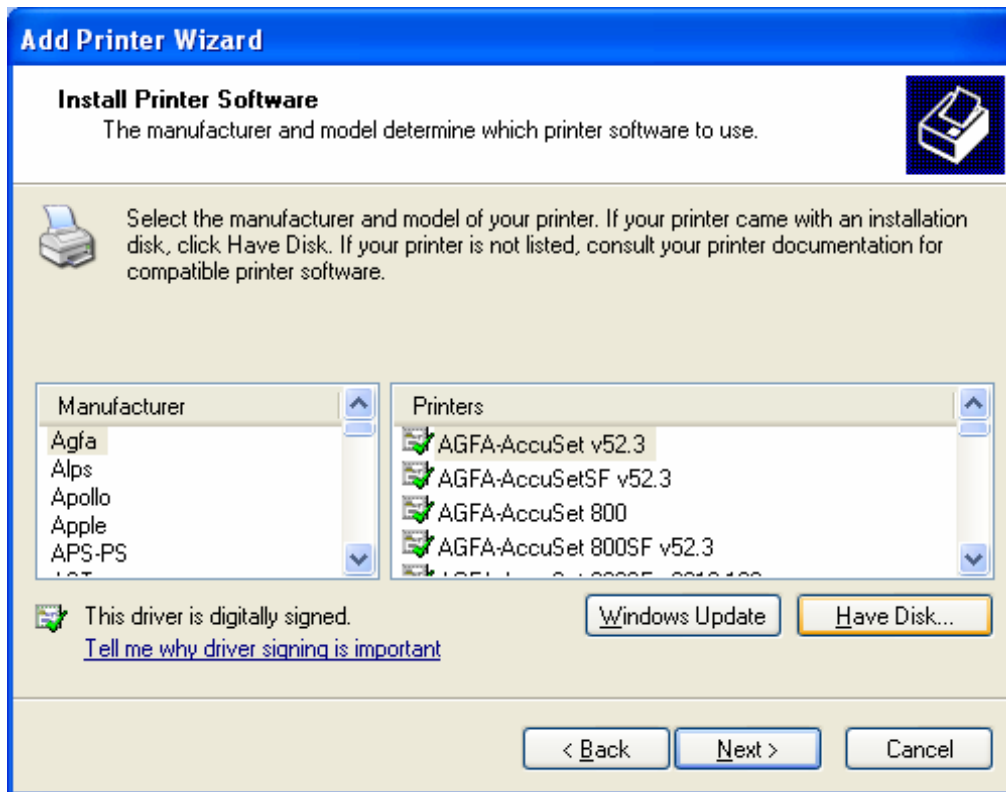 Add Printer Wizard
Install Printer Software
The manufacturer and model determine which printer software to use.
Select the manufacturer and model of your printer. If your printer came with an installation
disk, click Have Disk. If your printer is not listed, consult your printer documentation for
compatible printer software.
Manufacturer
Agfa
Alps
Apollo
Apple
APS-PS
Printers
AGFA-AccuSet v52.3
AGFA-AccuSetSF v52.3
AGFA-AccuSet 800
AGFA-AccuSet 800SF v52.3
This driver is digitally signed.
Tell me why driver signing is important
Windows Update
Have Disk...
< Back
Next >
Cancel